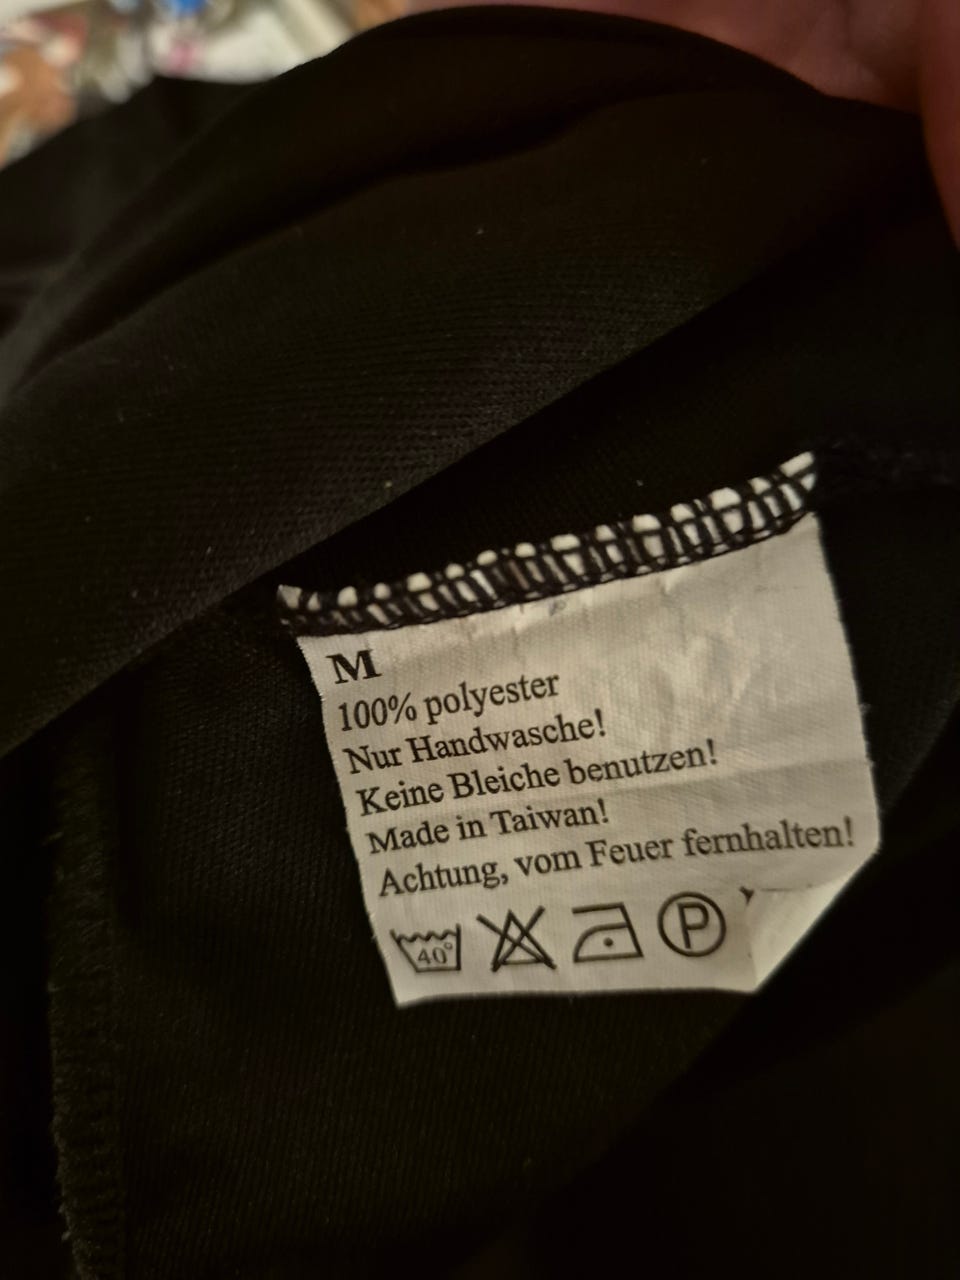 M
100% polyester
Nur Handwasche!
Keine Bleiche benutzen!
Made in Taiwan!
Achtung, vom Feuer fernhalten!
40° P